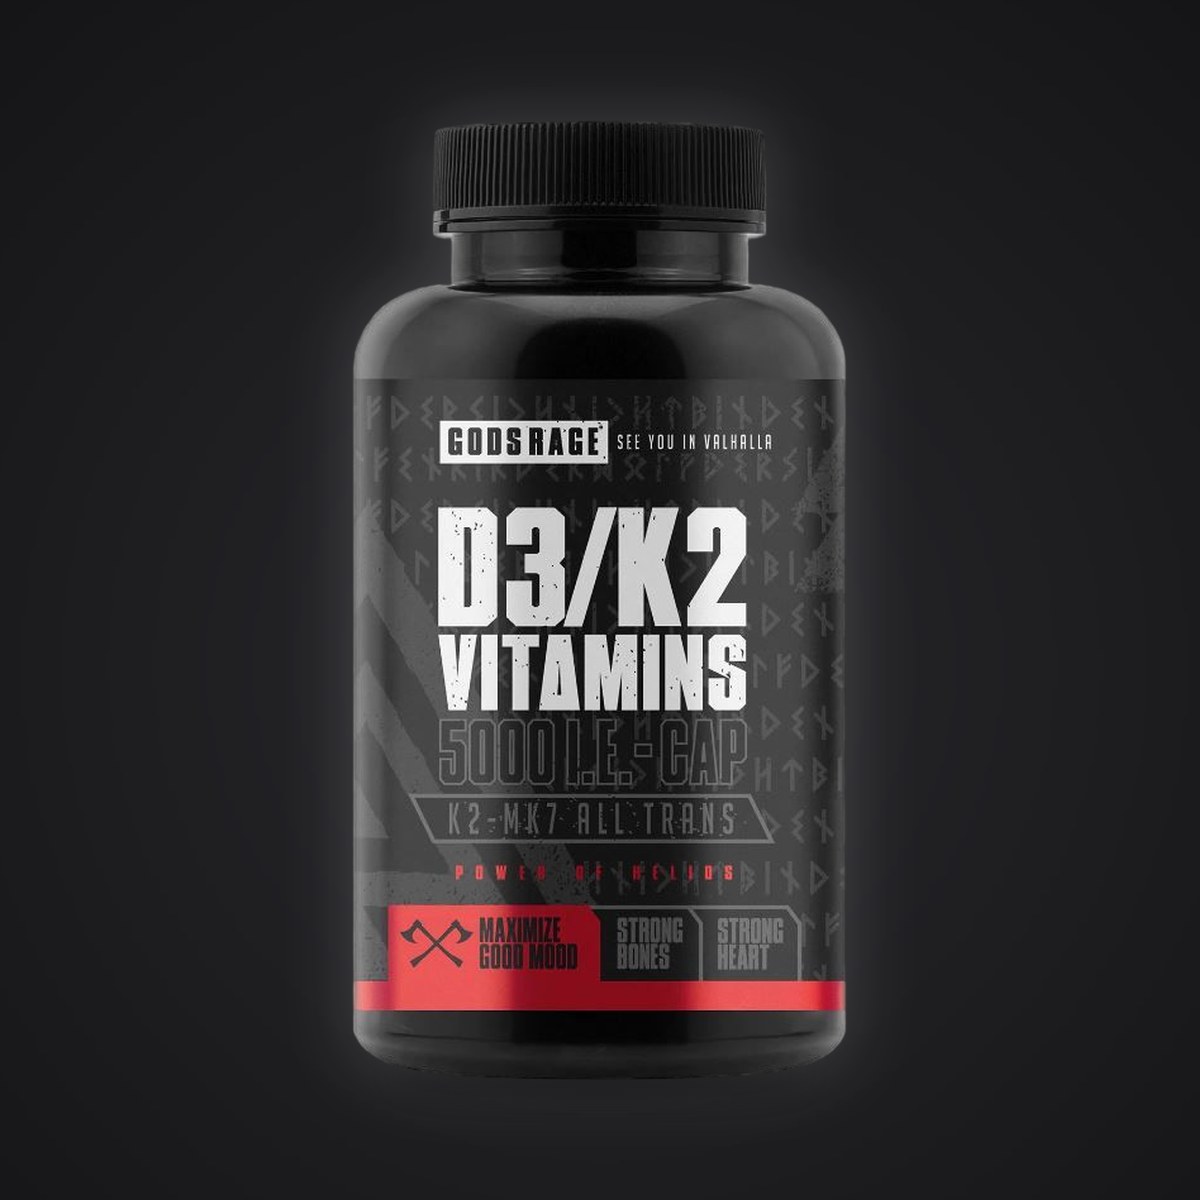 GODS RAGE SEE YOU IN VALHALLA
D3/K2
VITAMINS
5000 I.E.-CAP
K2-MK7 ALL TRANS
POWER OF HELIOS
MAXIMIZE
GOOD MOOD
STRONG
BONES
STRONG
HEART